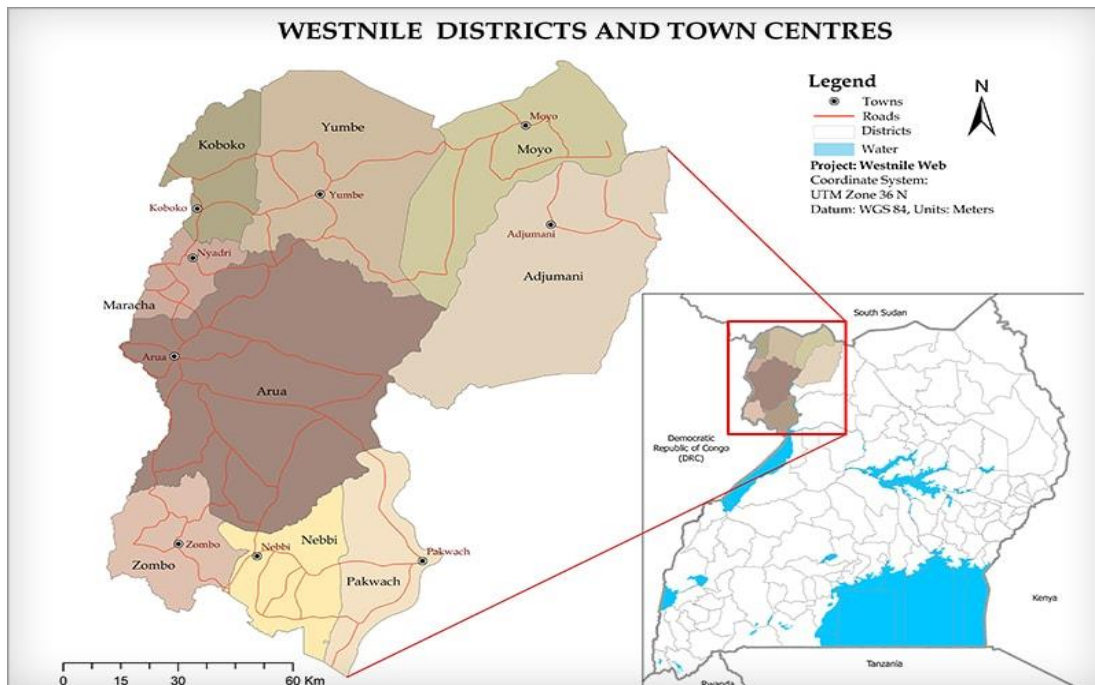 WESTNILE DISTRICTS AND TOWN CENTRES
Legend
Towns
Roads
Districts
Water
Project: Westnile Web
Coordinate System:
UTM Zone 36 N
Datum: WGS 84, Units: Meters
N
Koboko
Yumbe
Moyo
Moyo
Yumbe
Koboko
Adjumani
Nyadri
Adjumani
Maracha
Arua
Arua
Zombo
Nebbi
Nebbi
Pakwach
Zombo
Pakwach
0 15 30 60 Km
South Sudan
Democratic
Republic of Congo
(DRC)
Kenya
Tanzania
Rwanda